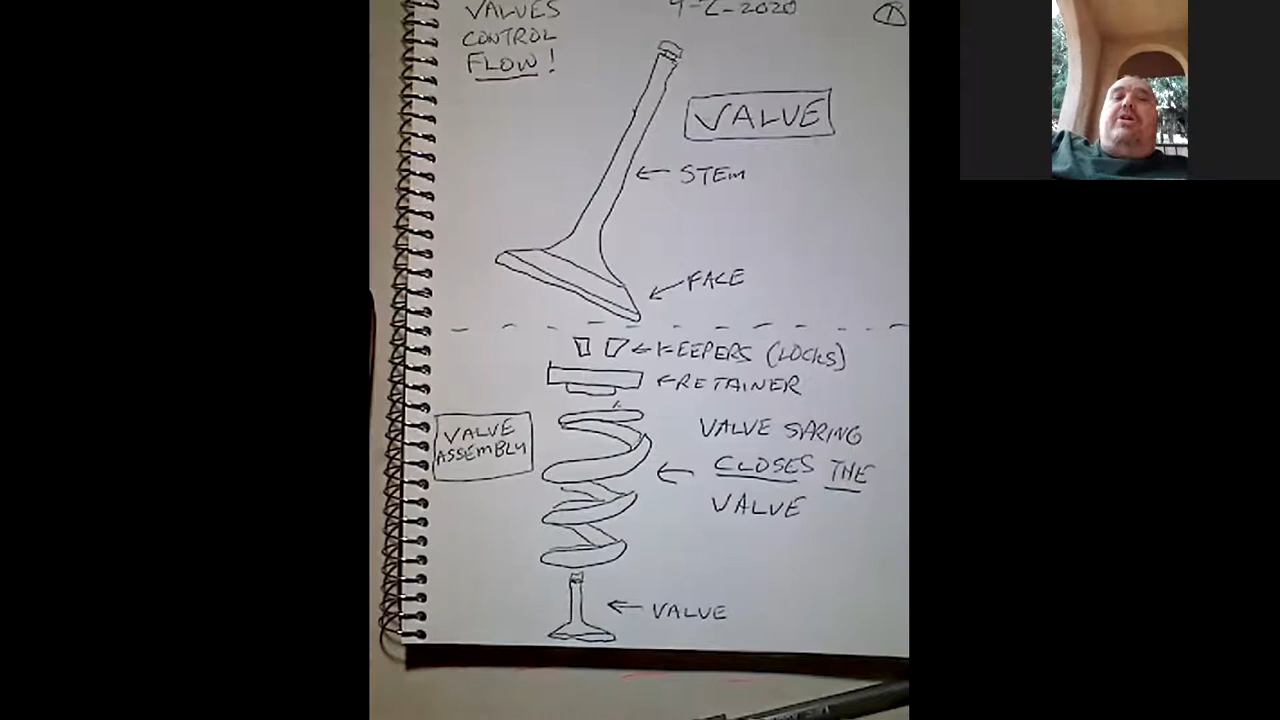 VALVES
CONTROL
FLOW!
9-2-2020
1
VALVE
STEM
FACE
KEEPERS (LOCKS)
RETAINER
VALVE
ASSEMBLY
VALVE SPRING
CLOSES THE
VALVE
VALVE